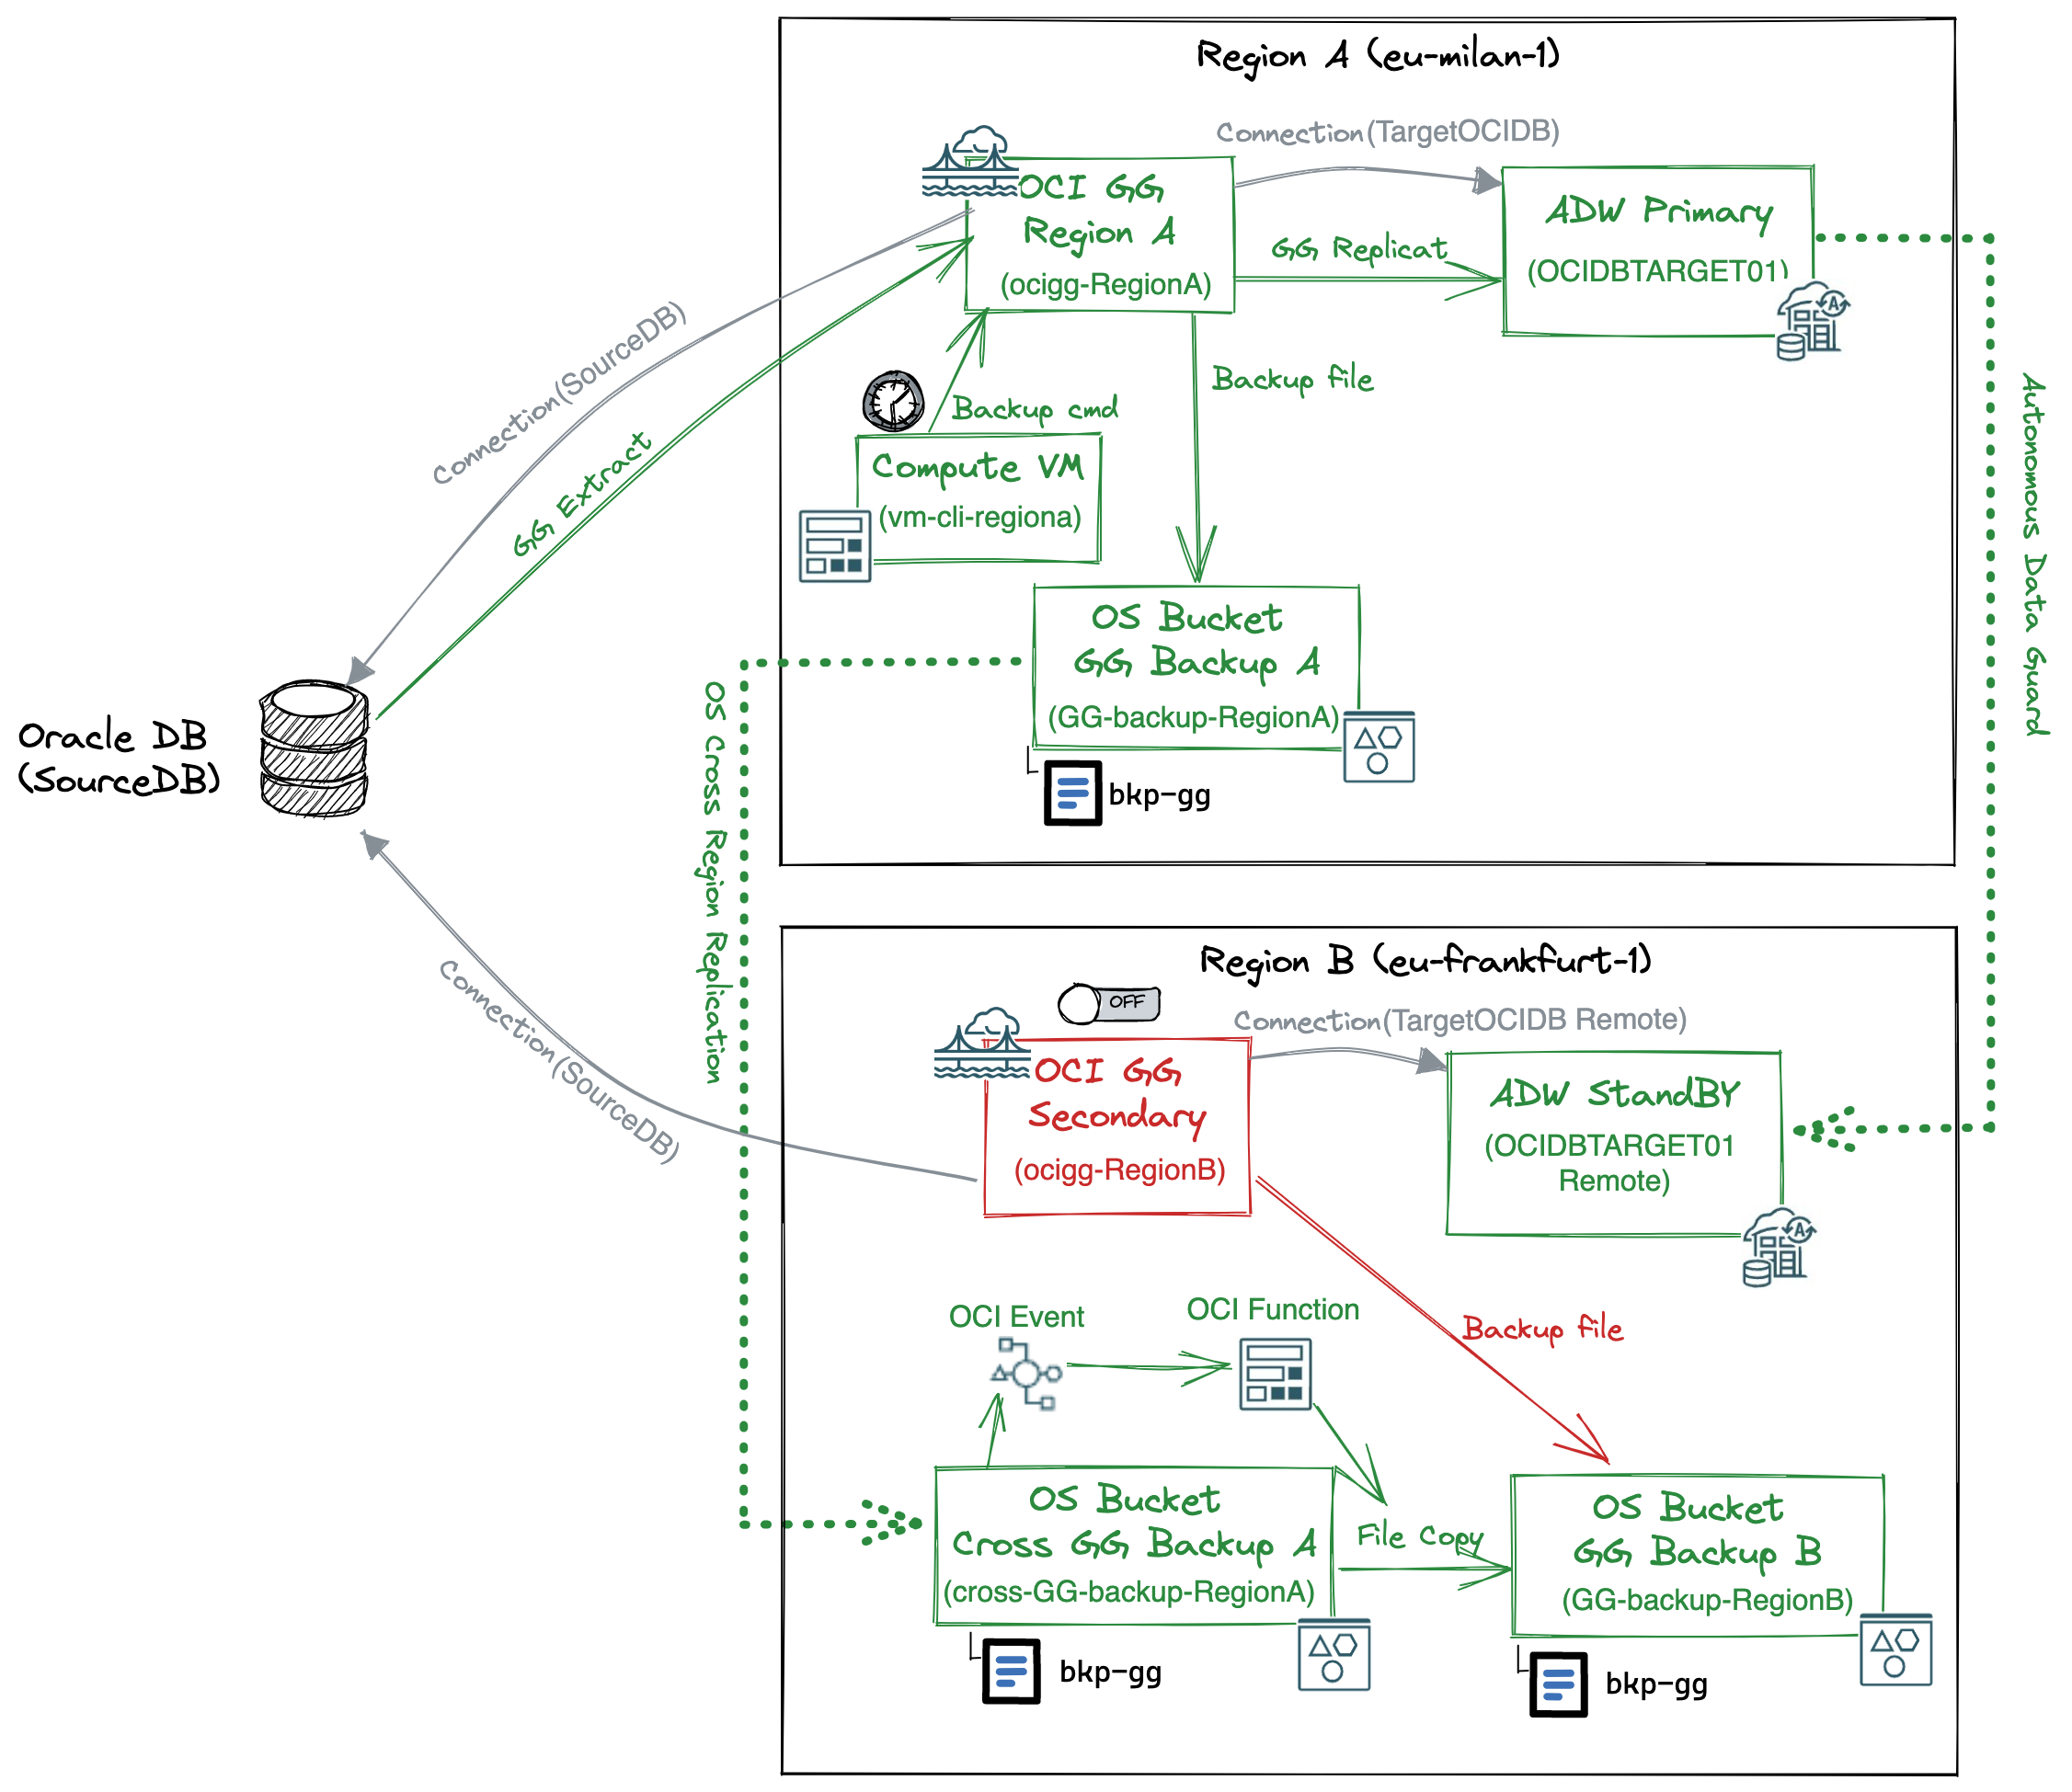 Region A (eu-milan-1)
Connection(TargetOCIDB)
OCI GG
Region A
(ocigg-RegionA)
GG Replicat
ADW Primary
(OCIDBTARGET01)
Connection(SourceDB)
GG Extract
Backup cmd
Backup file
Compute VM
(vm-cli-regiona)
Autonomous Data Guard
OS Bucket
GG Backup A
(GG-backup-RegionA)
bkp-gg
Oracle DB
(SourceDB)
OS Cross Region Replication
Region B (eu-frankfurt-1)
OFF
Connection(TargetOCIDB Remote)
Connection(SourceDB)
OCI GG
Secondary
(ocigg-RegionB)
ADW StandBY
(OCIDBTARGET01
Remote)
OCI Event
OCI Function
Backup file
OS Bucket
Cross GG Backup A
(cross-GG-backup-RegionA)
bkp-gg
File Copy
OS Bucket
GG Backup B
(GG-backup-RegionB)
bkp-gg
A
A